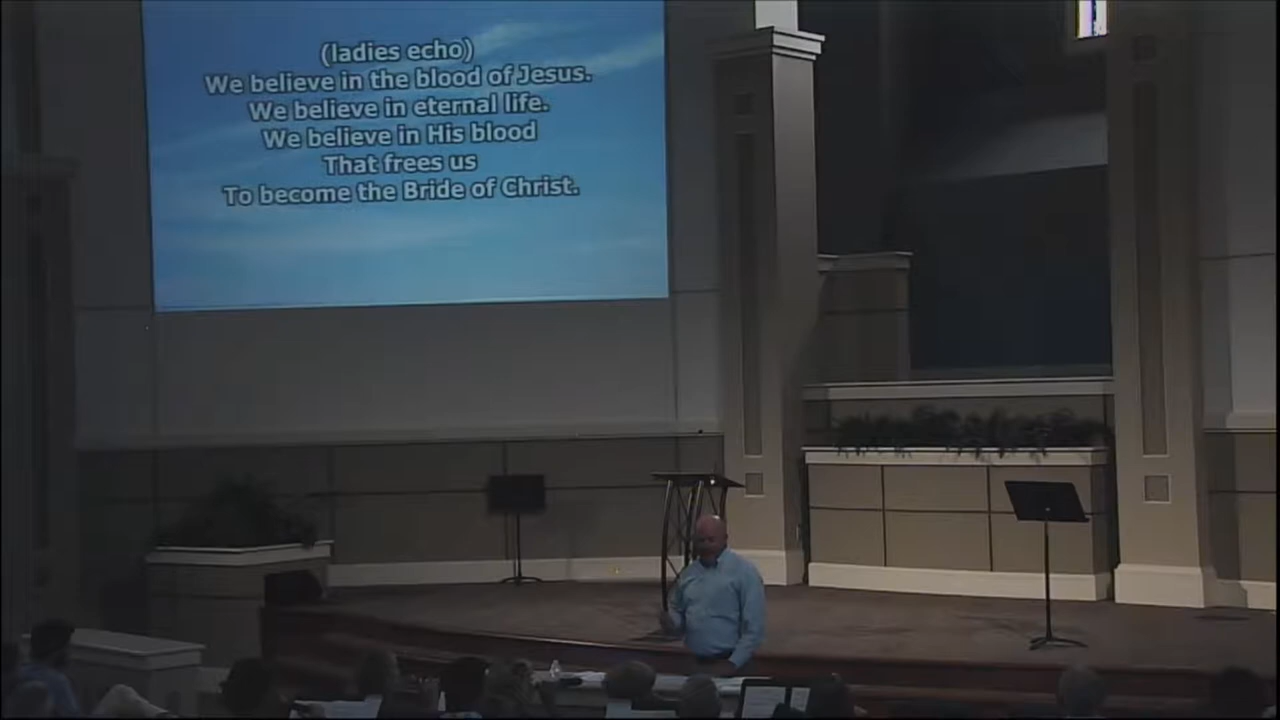 (ladies echo)
We believe in the blood of Jesus.
We believe in eternal life.
We believe in His blood
That frees us
To become the Bride of Christ.